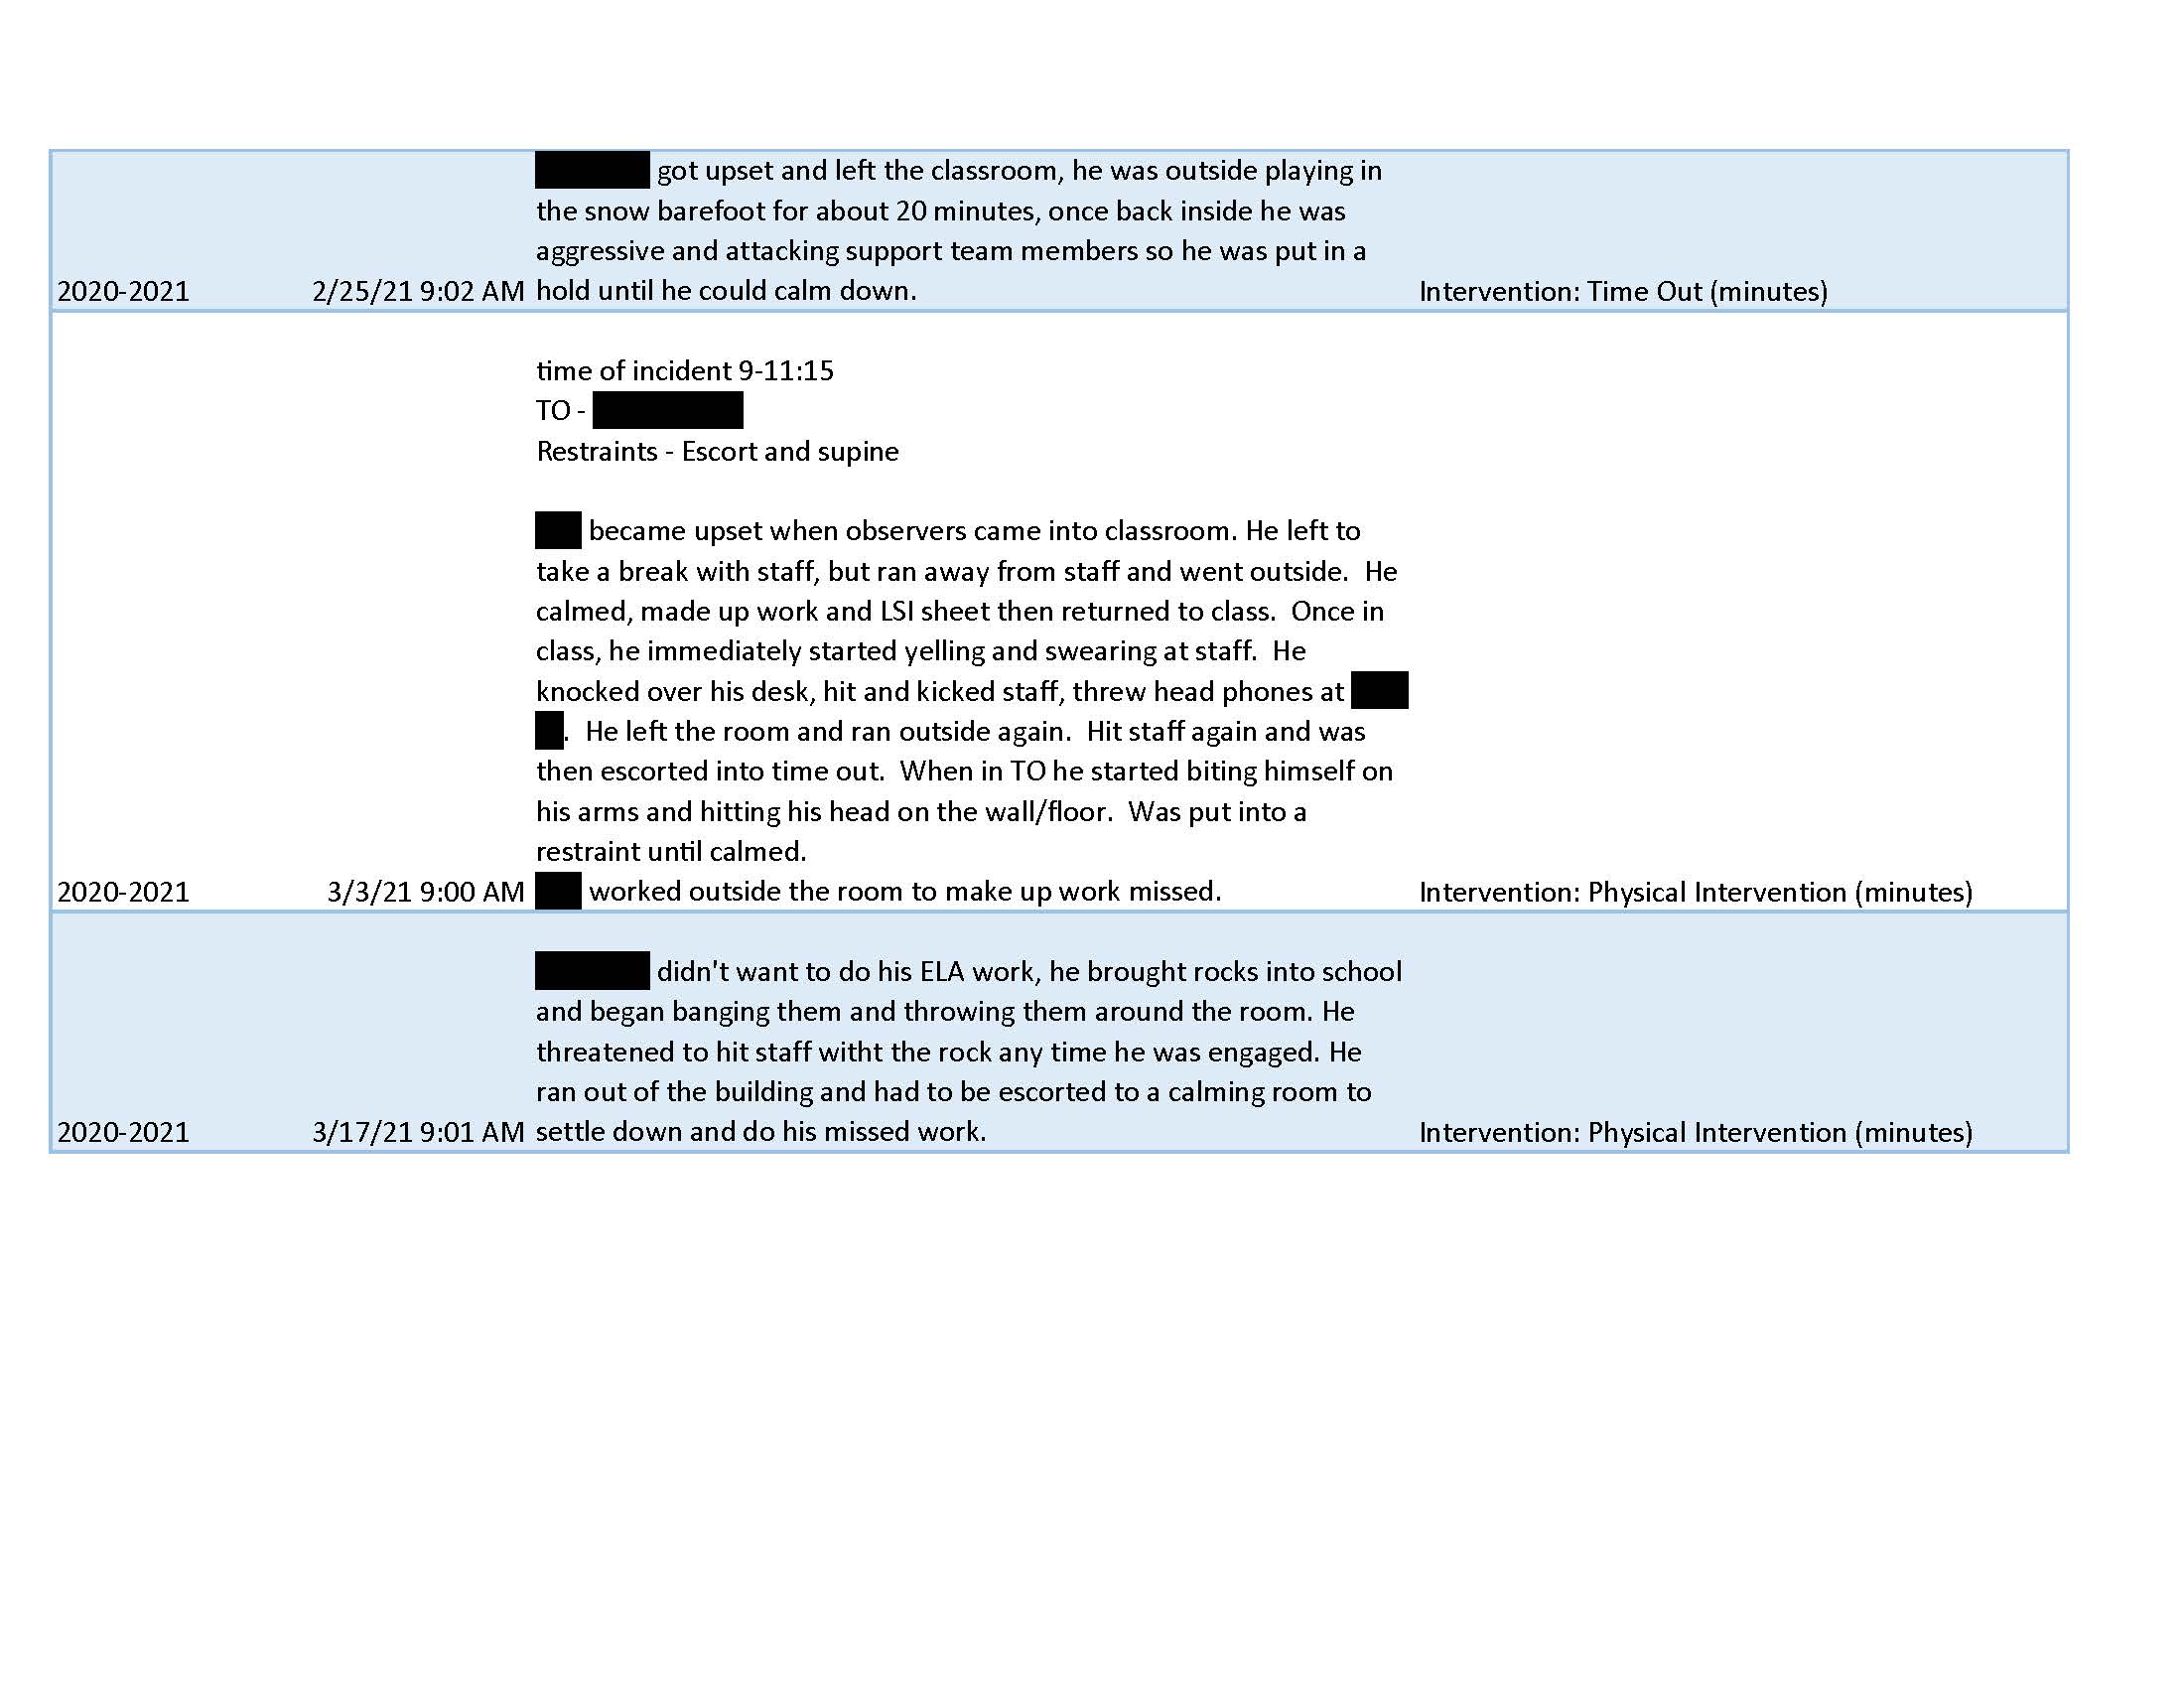 got upset and left the classroom, he was outside playing in
the snow barefoot for about 20 minutes, once back inside he was
aggressive and attacking support team members so he was put in a
2020-2021 2/25/21 9:02 AM hold until he could calm down. Intervention: Time Out (minutes)
time of incident 9-11:15
TO -
Restraints - Escort and supine
became upset when observers came into classroom. He left to
take a break with staff, but ran away from staff and went outside.  He
calmed, made up work and LSI sheet then returned to class.  Once in
class, he immediately started yelling and swearing at staff.  He
knocked over his desk, hit and kicked staff, threw head phones at
.  He left the room and ran outside again.  Hit staff again and was
then escorted into time out.  When in TO he started biting himself on
his arms and hitting his head on the wall/floor.  Was put into a
restraint until calmed.
2020-2021 3/3/21 9:00 AM worked outside the room to make up work missed. Intervention: Physical Intervention (minutes)
didn't want to do his ELA work, he brought rocks into school
and began banging them and throwing them around the room. He
threatened to hit staff witht the rock any time he was engaged. He
ran out of the building and had to be escorted to a calming room to
2020-2021 3/17/21 9:01 AM settle down and do his missed work. Intervention: Physical Intervention (minutes)